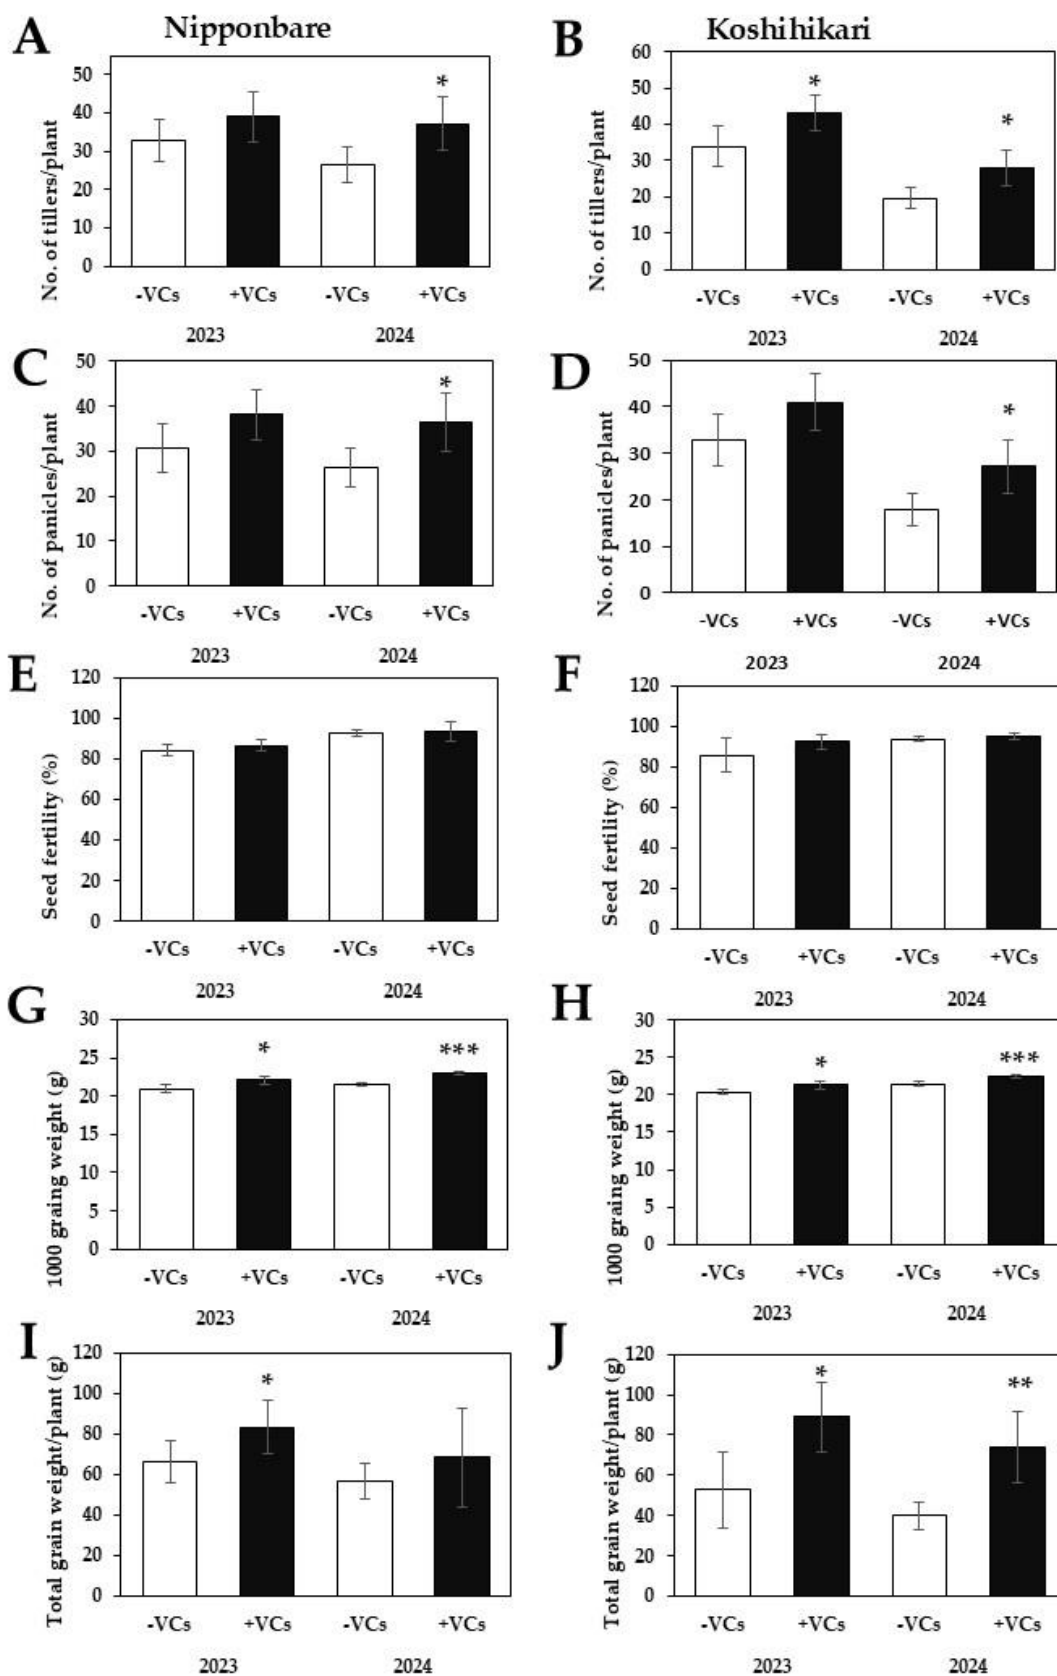 A Nipponbare
No. of tillers/plant
50
40
30
20
10
0
*
-VCs +VCs -VCs +VCs
2023 2024
B Koshihikari
No. of tillers/plant
60
50
40
30
20
10
0
* *
-VCs +VCs -VCs +VCs
2023 2024
C
No. of panicles/plant
50
40
30
20
10
0
*
-VCs +VCs -VCs +VCs
2023 2024
D
No. of panicles/plant
50
40
30
20
10
0
*
-VCs +VCs -VCs +VCs
2023 2024
E
Seed fertility (%)
120
100
80
60
40
20
0
-VCs +VCs -VCs +VCs
2023 2024
F
Seed fertility (%)
120
100
80
60
40
20
0
-VCs +VCs -VCs +VCs
2023 2024
G
1000 graing weight (g)
30
25
20
15
10
5
0
* ***
-VCs +VCs -VCs +VCs
2023 2024
H
1000 graing weight (g)
30
25
20
15
10
5
0
* ***
-VCs +VCs -VCs +VCs
2023 2024
I
Total grain weight/plant (g)
120
100
80
60
40
20
0
*
-VCs +VCs -VCs +VCs
2023 2024
J
Total grain weight/plant (g)
120
100
80
60
40
20
0
* **
-VCs +VCs -VCs +VCs
2023 2024